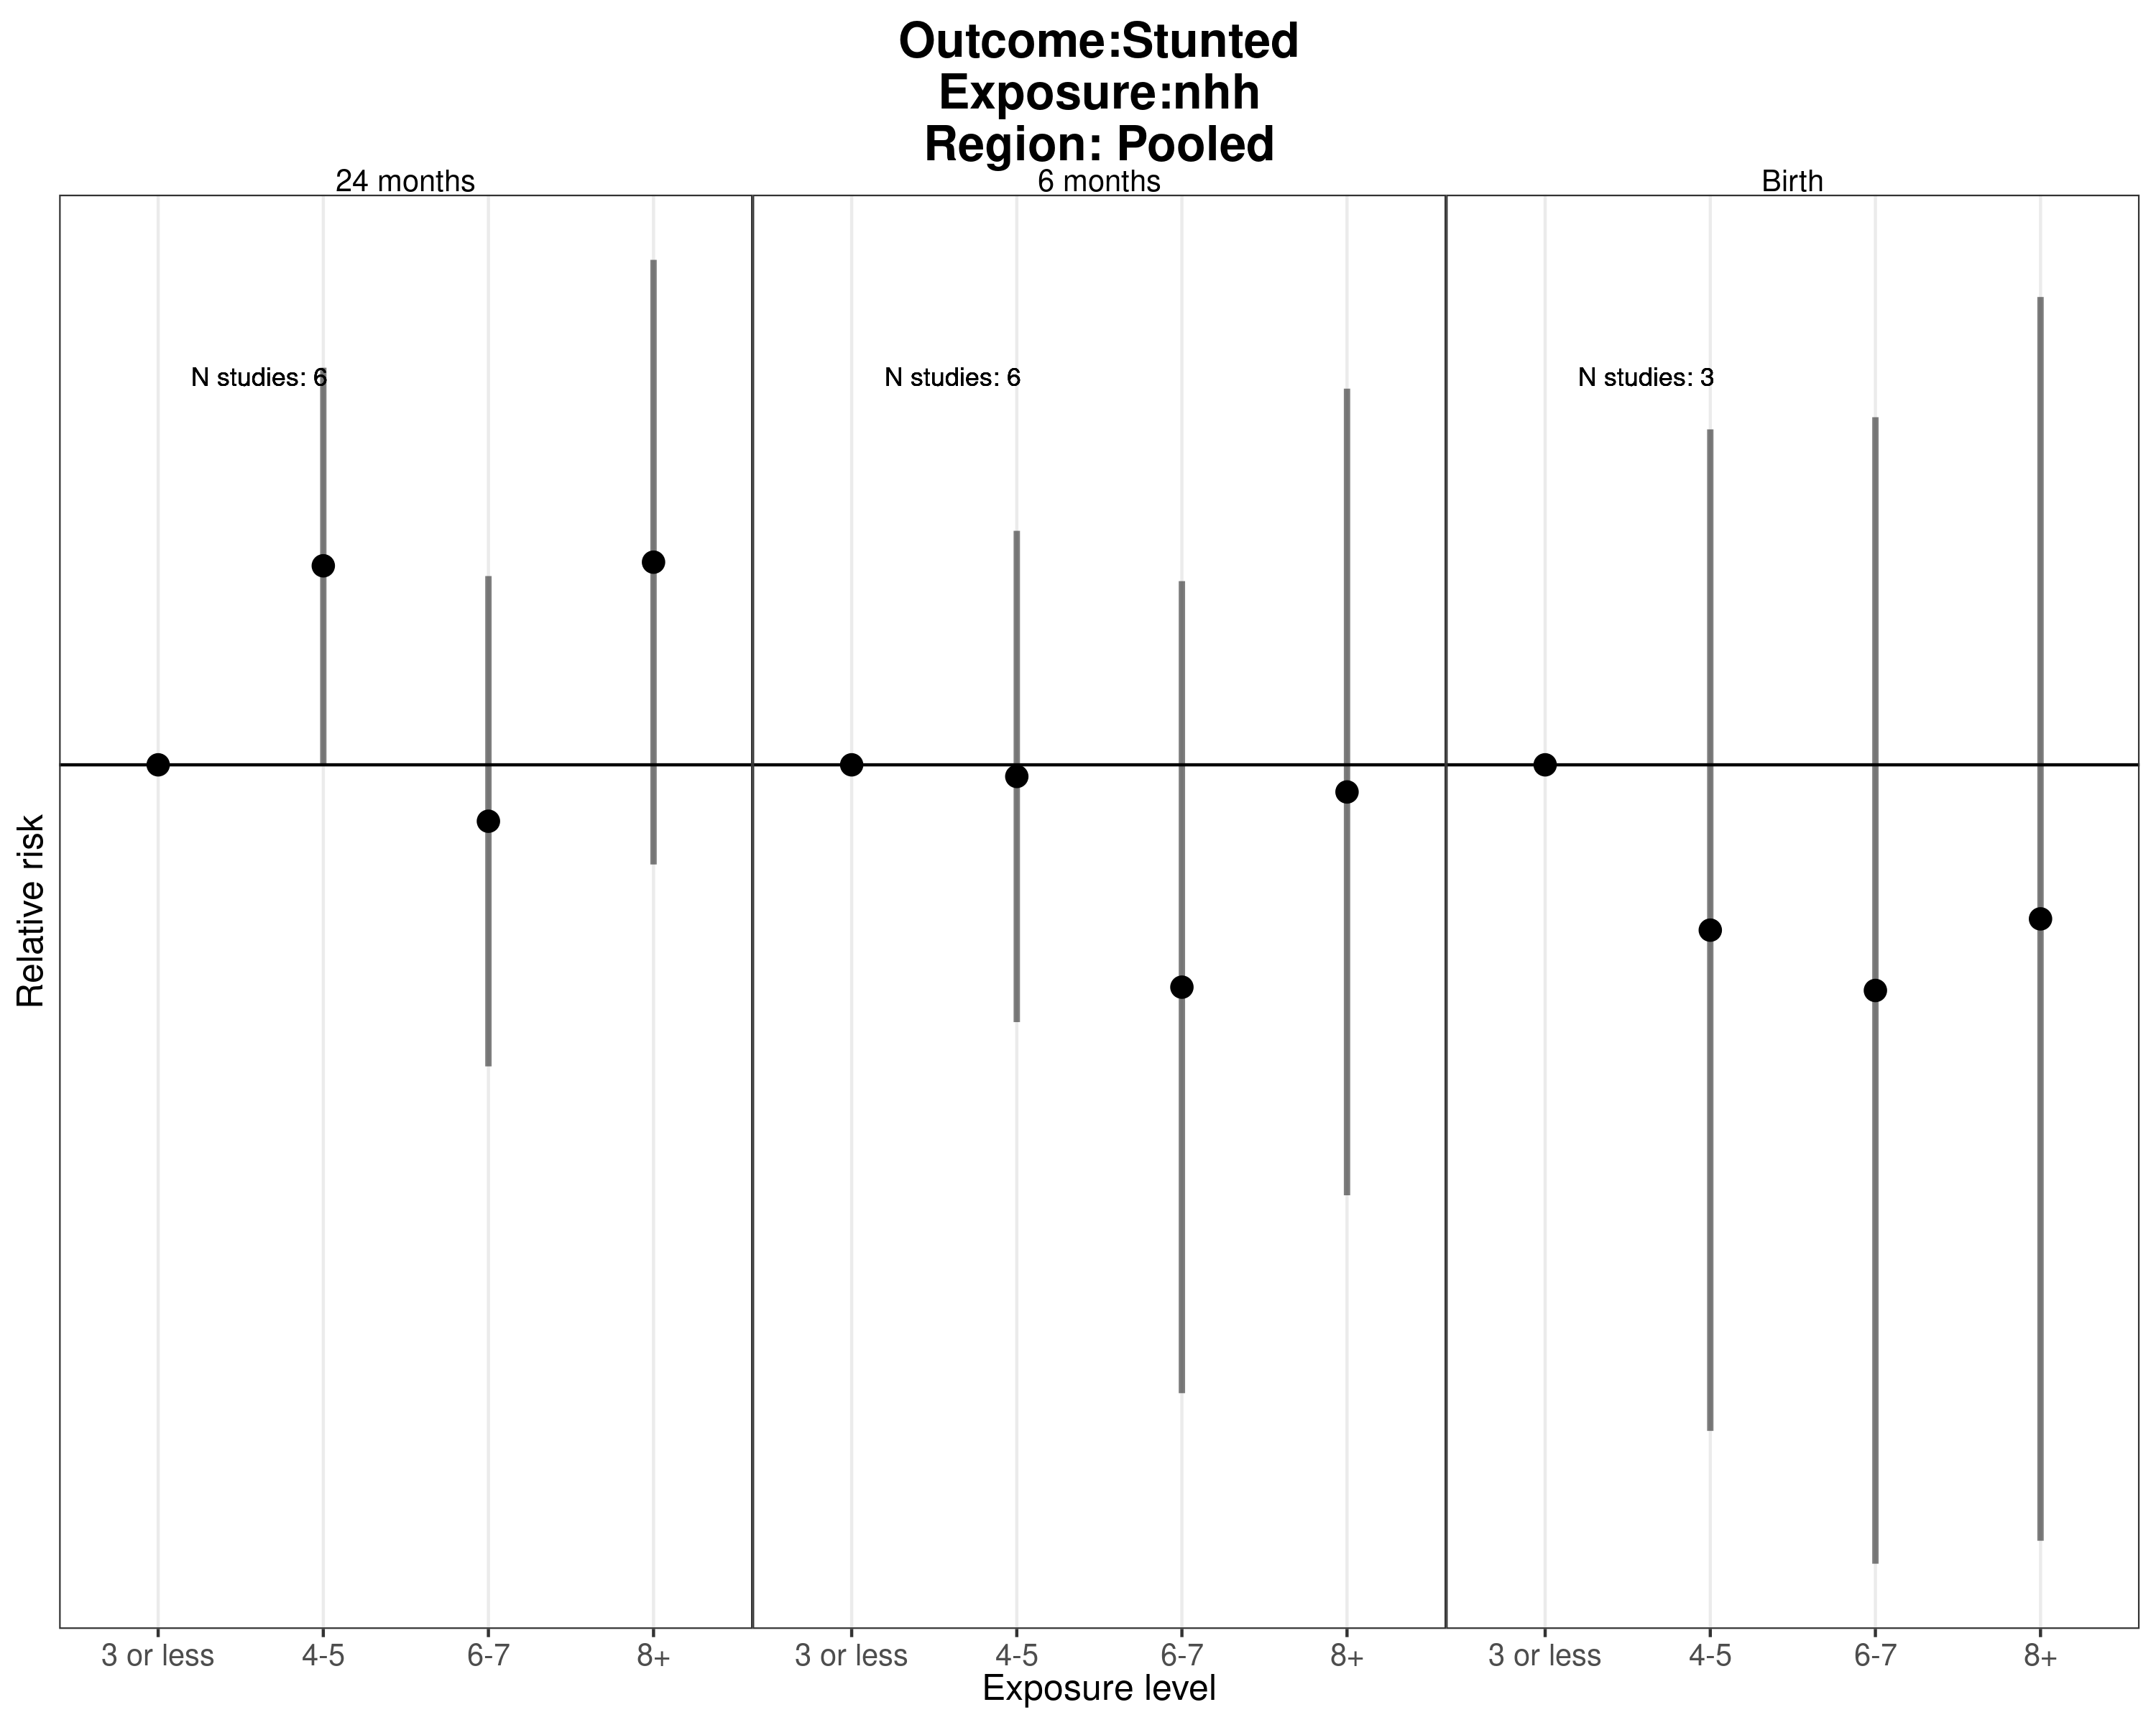 Outcome:Stunted
Exposure:nhh
Region: Pooled
24 months
6 months
Birth
N studies: 6
N studies: 6
N studies: 3
Relative risk
3 or less
4-5
6-7
8+
3 or less
4-5
6-7
8+
3 or less
4-5
6-7
8+
Exposure level